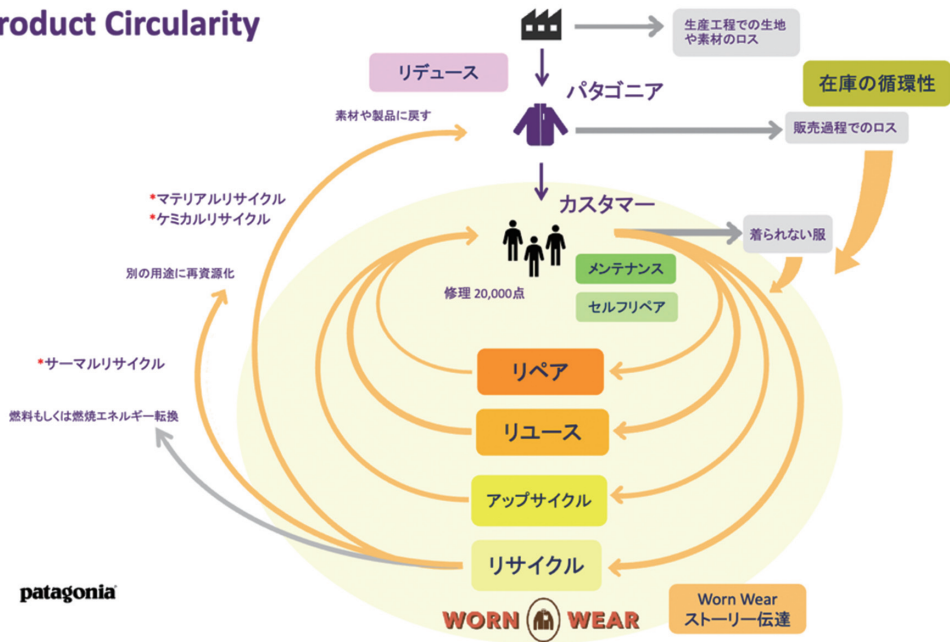 roduct Circularity
生産工程での生地
や素材のロス
リデュース
パタゴニア
在庫の循環性
素材や製品に戻す
販売過程でのロス
*マテリアルリサイクル
*ケミカルリサイクル
カスタマー
着られない服
別の用途に再資源化
メンテナンス
修理 20,000点
セルフリペア
*サーマルリサイクル
リペア
燃料もしくは燃焼エネルギー転換
リユース
アップサイクル
リサイクル
patagonia
WORN WEAR
Worn Wear
ストーリー伝達